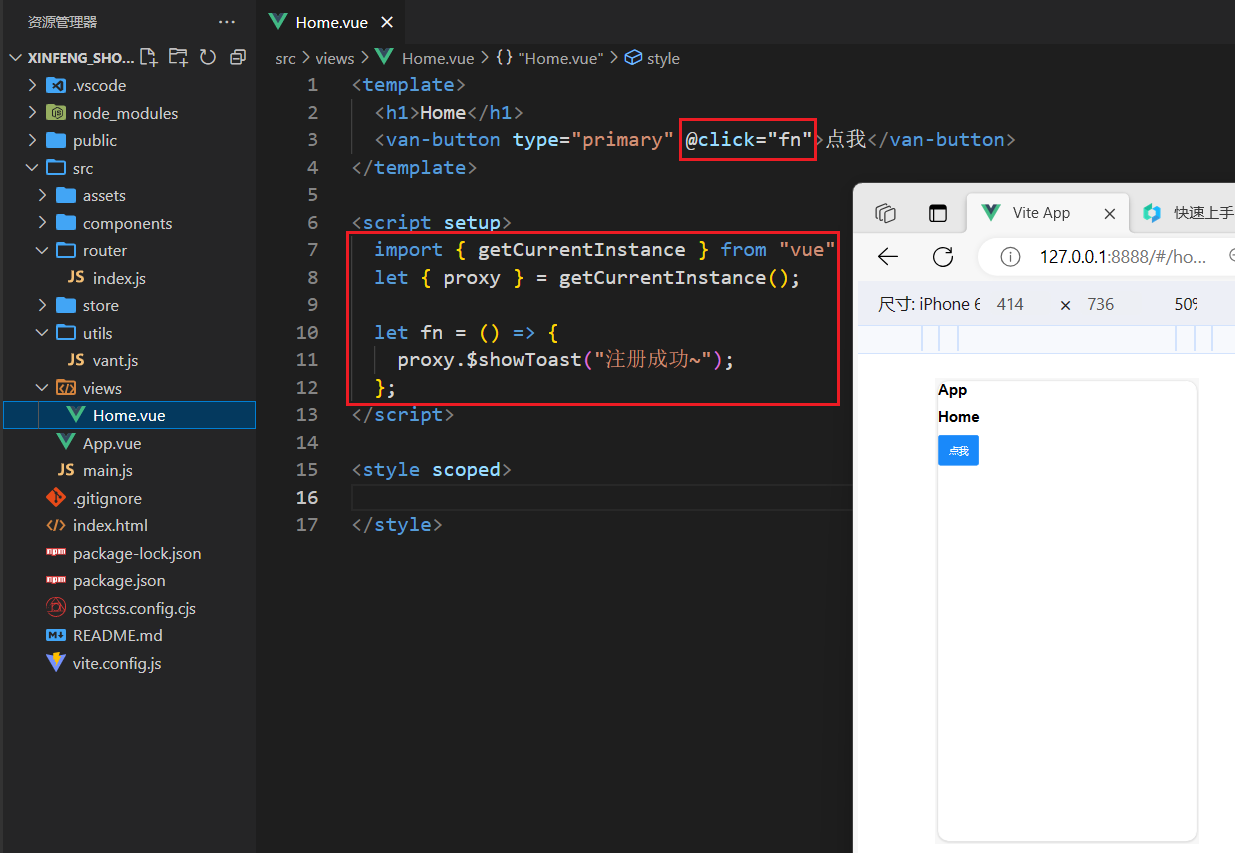 资源管理器
XINFENG_SHO...
.vscode
node_modules
public
src
assets
components
router
JS index.js
store
utils
JS vant.js
views
Home.vue
App.vue
JS main.js
.gitignore
index.html
package-lock.json
package.json
postcss.config.cjs
README.md
vite.config.js
Home.vue
src > views > Home.vue > {} "Home.vue" > style
1 <template>
2 <h1>Home</h1>
3 <van-button type="primary" @click="fn">点我</van-button>
4 </template>
5
6 <script setup>
7 import { getCurrentInstance } from "vue"
8 let { proxy } = getCurrentInstance();
9
10 let fn = () => {
11 proxy.$showToast("注册成功~");
12 };
13 </script>
14
15 <style scoped>
16
17 </style>
Vite App
快速上手
127.0.0.1:8888/#/ho...
尺寸: iPhone 6 414 × 736 50%
App
Home
点我